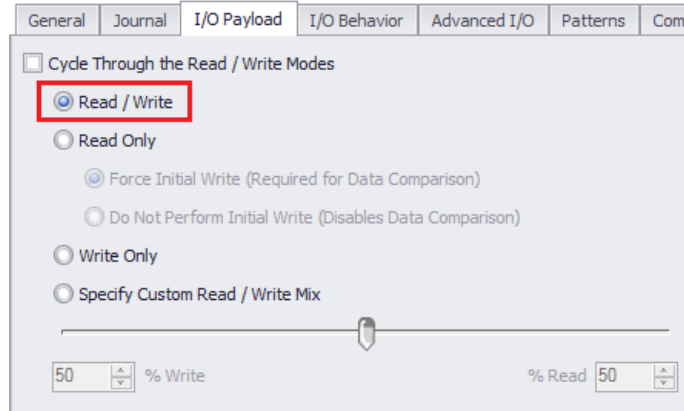 General Journal I/O Payload I/O Behavior Advanced I/O Patterns Com
Cycle Through the Read / Write Modes
Read / Write
Read Only
Force Initial Write (Required for Data Comparison)
Do Not Perform Initial Write (Disables Data Comparison)
Write Only
Specify Custom Read / Write Mix
50 % Write % Read 50